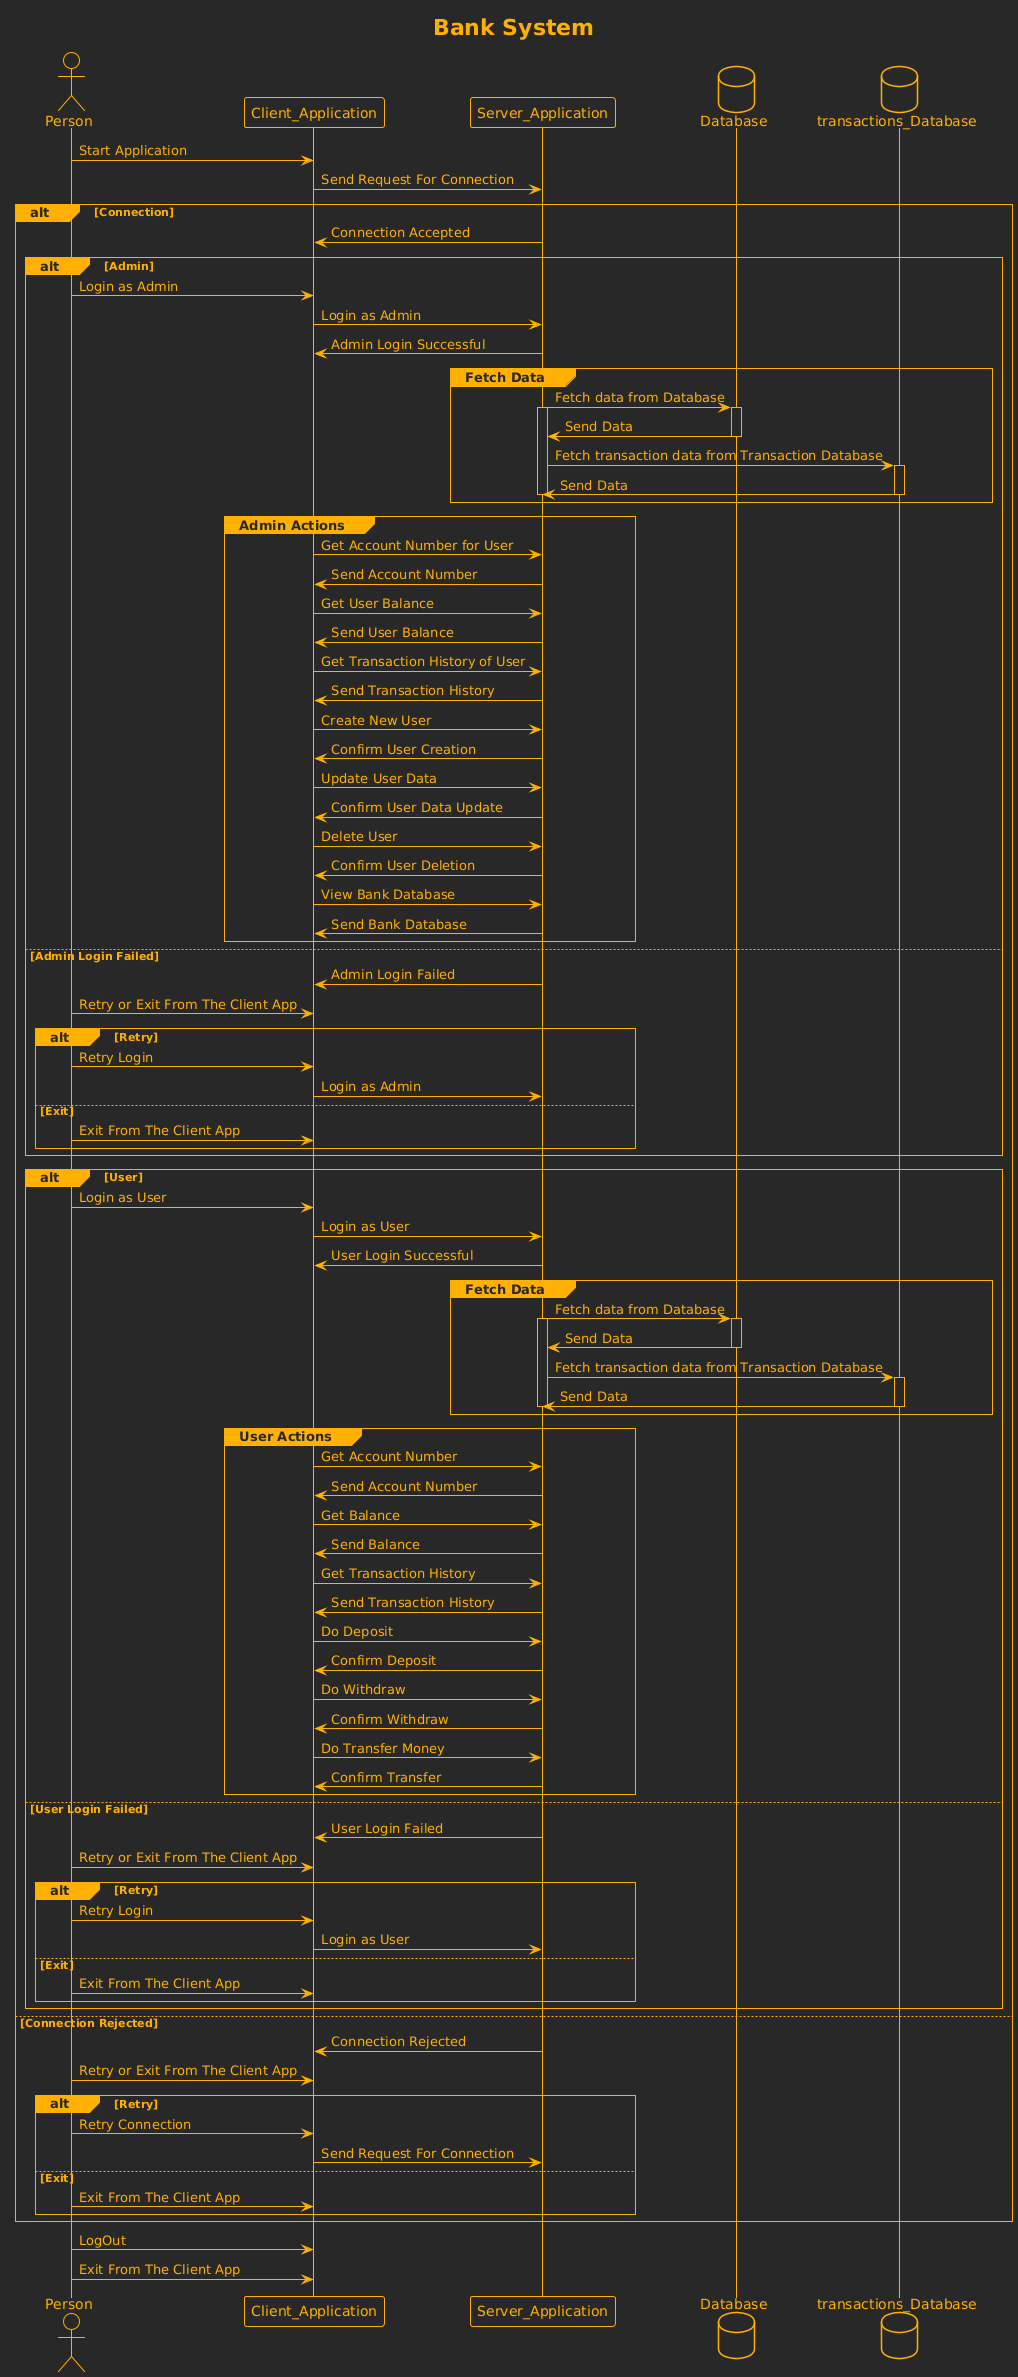 Bank System
Person
Client_Application
Server_Application
Database
transactions_Database
Start Application
Send Request For Connection
alt [Connection]
Connection Accepted
alt [Admin]
Login as Admin
Login as Admin
Admin Login Successful
Fetch Data
Fetch data from Database
Send Data
Fetch transaction data from Transaction Database
Send Data
Admin Actions
Get Account Number for User
Send Account Number
Get User Balance
Send User Balance
Get Transaction History of User
Send Transaction History
Create New User
Confirm User Creation
Update User Data
Confirm User Data Update
Delete User
Confirm User Deletion
View Bank Database
Send Bank Database
[Admin Login Failed]
Admin Login Failed
Retry or Exit From The Client App
alt [Retry]
Retry Login
Login as Admin
[Exit]
Exit From The Client App
alt [User]
Login as User
Login as User
User Login Successful
Fetch Data
Fetch data from Database
Send Data
Fetch transaction data from Transaction Database
Send Data
User Actions
Get Account Number
Send Account Number
Get Balance
Send Balance
Get Transaction History
Send Transaction History
Do Deposit
Confirm Deposit
Do Withdraw
Confirm Withdraw
Do Transfer Money
Confirm Transfer
[User Login Failed]
User Login Failed
Retry or Exit From The Client App
alt [Retry]
Retry Login
Login as User
[Exit]
Exit From The Client App
[Connection Rejected]
Connection Rejected
Retry or Exit From The Client App
alt [Retry]
Retry Connection
Send Request For Connection
[Exit]
Exit From The Client App
LogOut
Exit From The Client App
Person
Client_Application
Server_Application
Database
transactions_Database